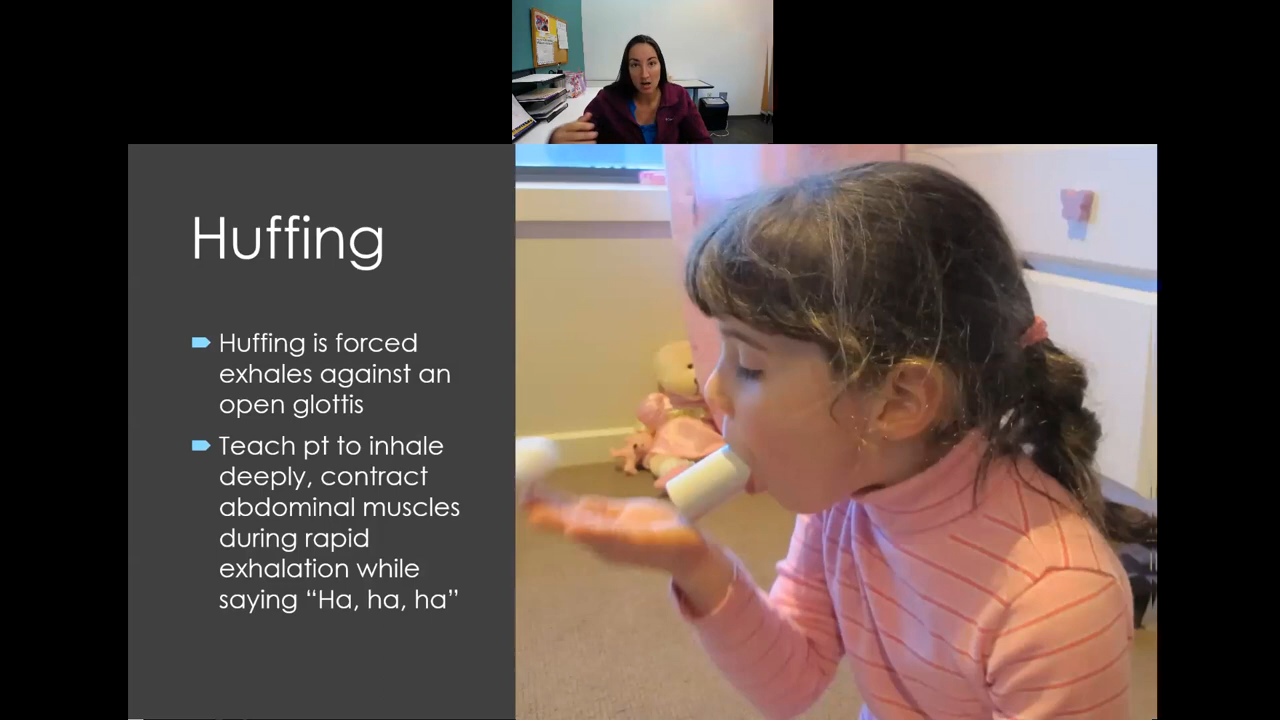 Huffing
Huffing is forced
exhales against an
open glottis
Teach pt to inhale
deeply, contract
abdominal muscles
during rapid
exhalation while
saying “Ha, ha, ha”